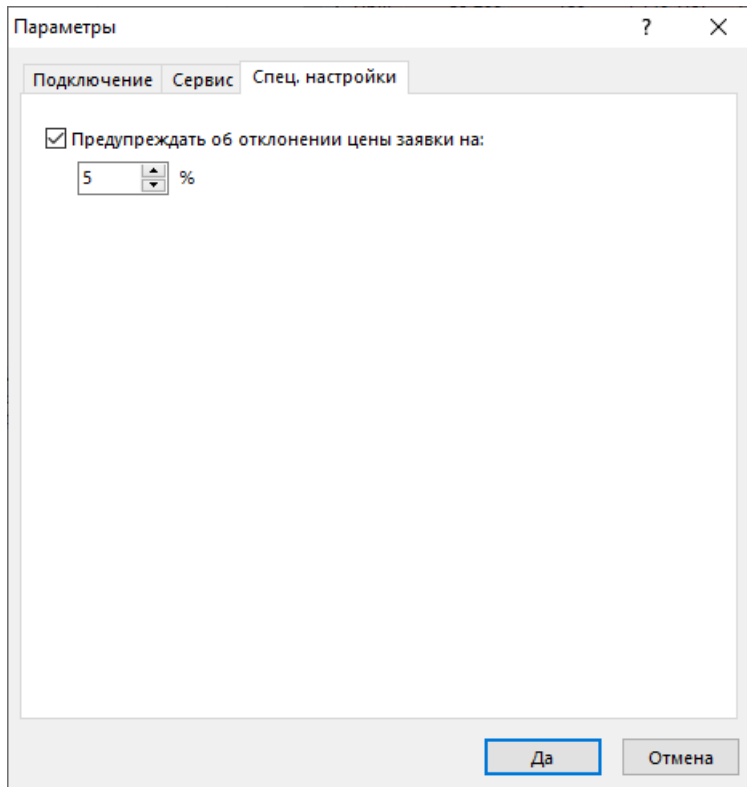 Параметры
?
Подключение Сервис Спец. настройки
Предупреждать об отклонении цены заявки на:
5 %
Да Отмена